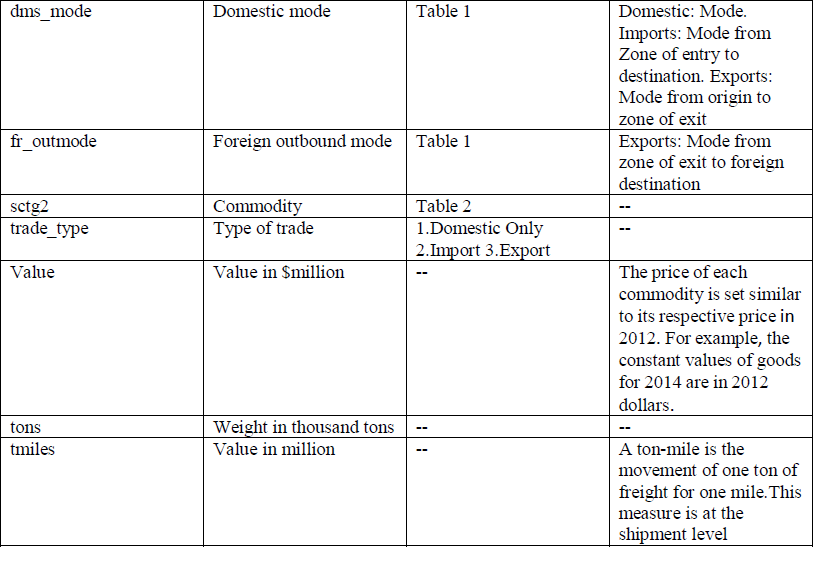 dms_mode
Domestic mode
Table 1
Domestic: Mode.
Imports: Mode from
Zone of entry to
destination. Exports:
Mode from origin to
zone of exit
fr_outmode
Foreign outbound mode
Table 1
Exports: Mode from
zone of exit to foreign
destination
sctg2
Commodity
Table 2
--
trade_type
Type of trade
1.Domestic Only
2.Import 3.Export
--
Value
Value in $million
--
The price of each
commodity is set similar
to its respective price in
2012. For example, the
constant values of goods
for 2014 are in 2012
dollars.
tons
Weight in thousand tons
--
--
tmiles
Value in million
--
A ton-mile is the
movement of one ton of
freight for one mile.This
measure is at the
shipment level